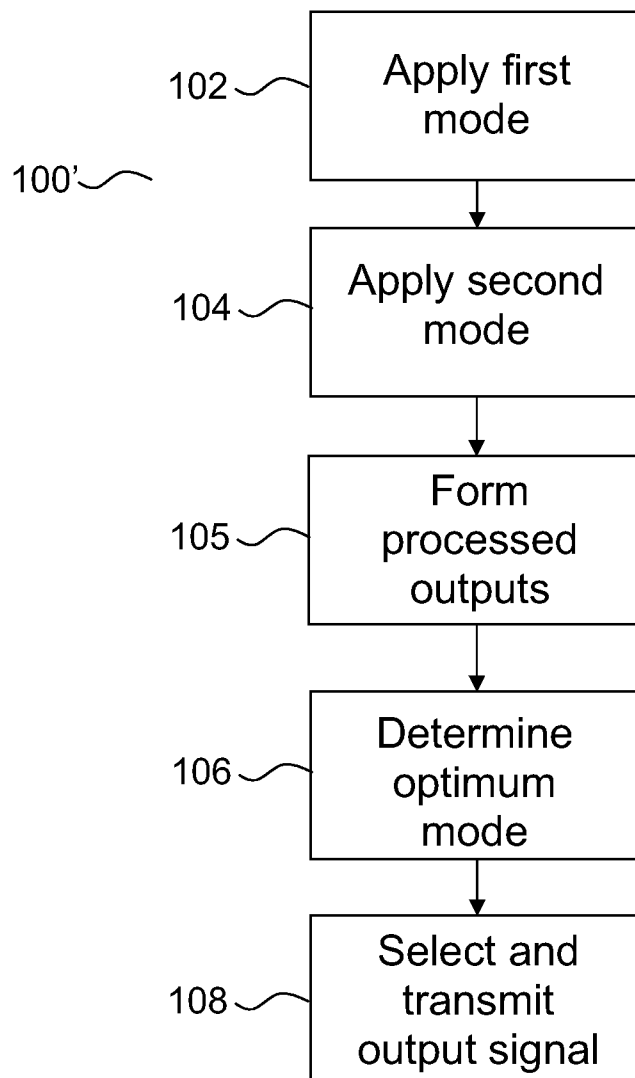 102
Apply first
mode
100’
104
Apply second
mode
105
Form
processed
outputs
106
Determine
optimum
mode
108
Select and
transmit
output signal